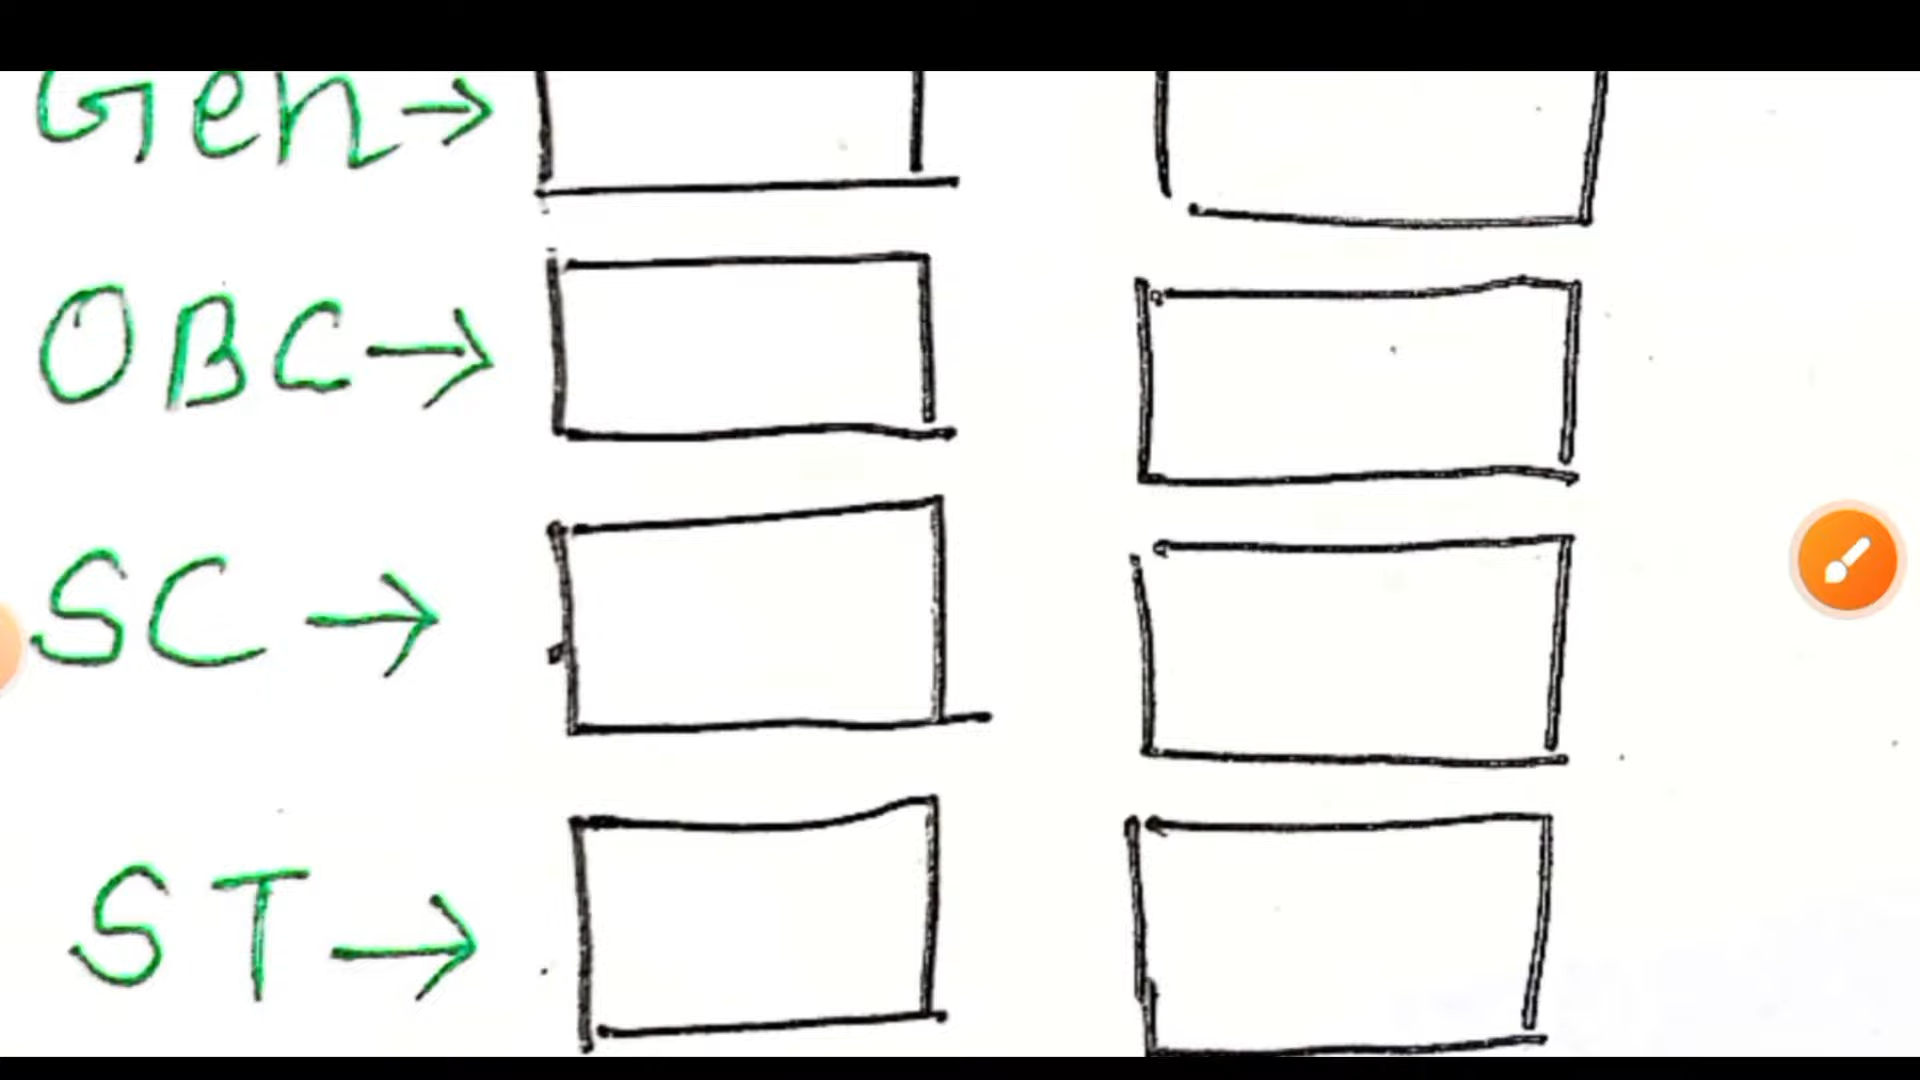 Gen→
OBC→
SC →
ST→